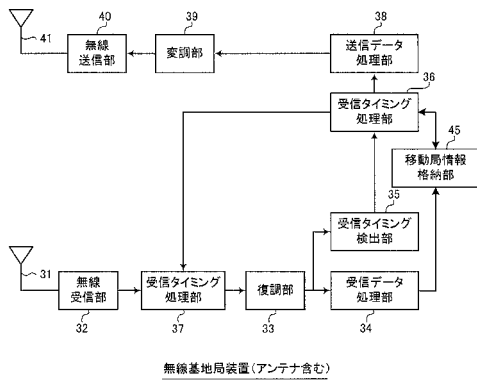 40
39
38
41
無線
送信部
変調部
送信データ
処理部
36
受信タイミング
処理部
45
移動局情報
格納部
35
受信タイミング
検出部
31
無線
受信部
受信タイミング
処理部
復調部
受信データ
処理部
32
37
33
34
無線基地局装置(アンテナ含む)